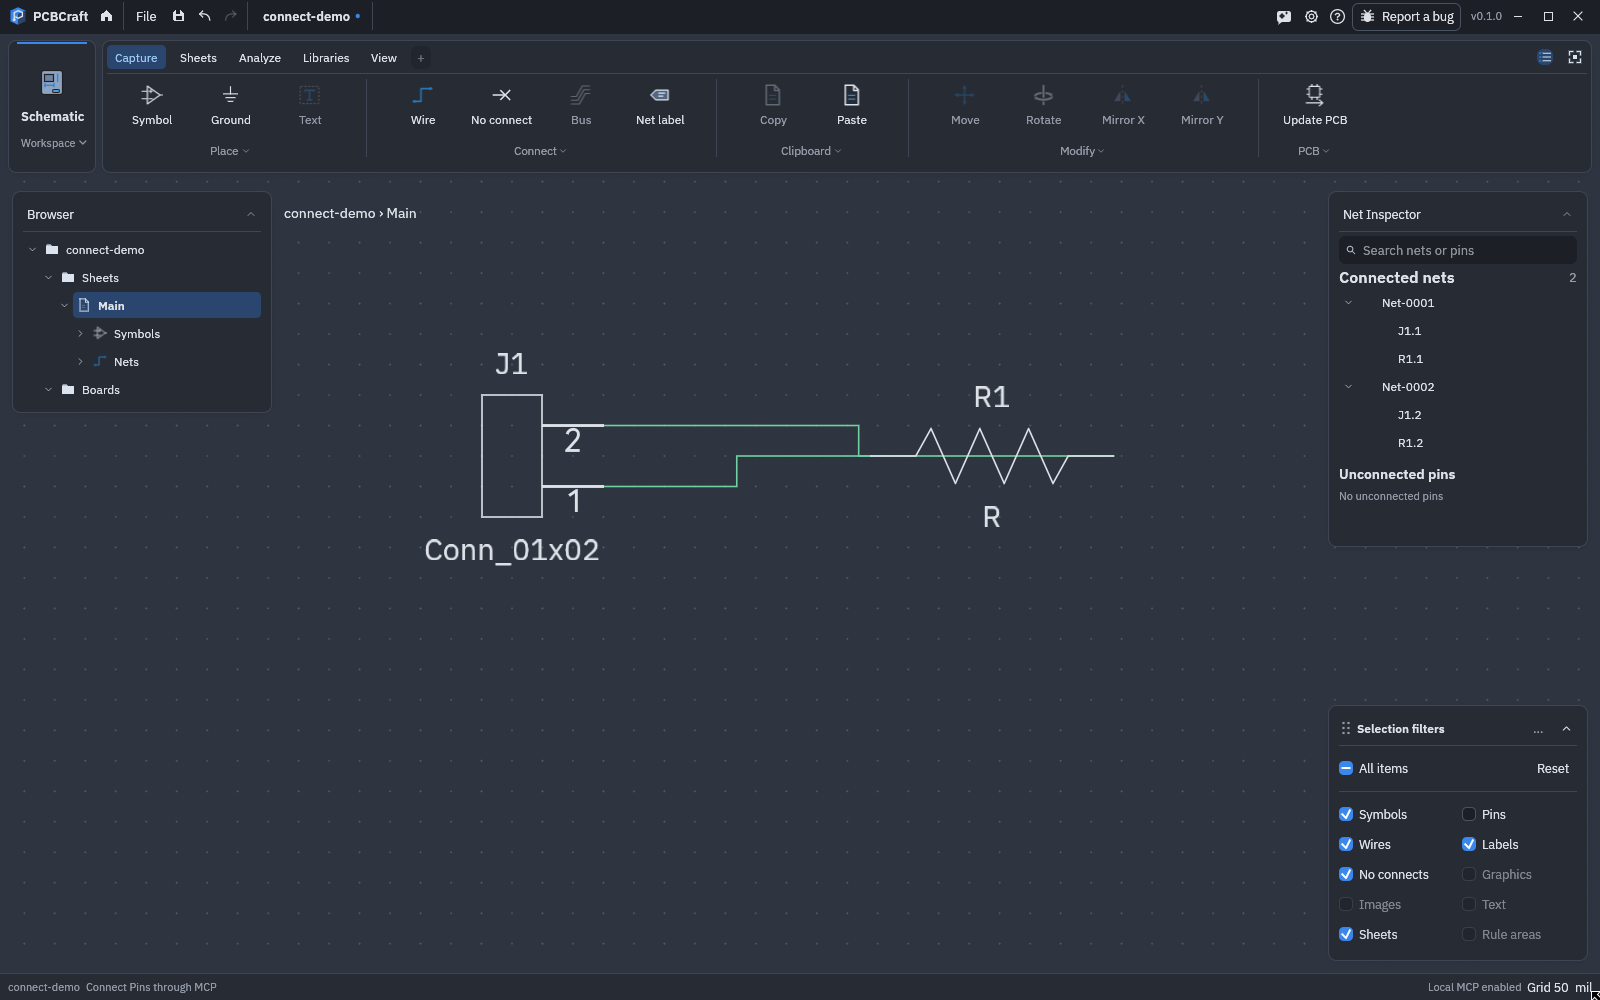 PCBCraft
File
connect-demo
Report a bug
v0.1.0
Schematic
Workspace
Capture
Sheets
Analyze
Libraries
View
+
Symbol
Ground
Text
Place
Wire
No connect
Bus
Net label
Connect
Copy
Paste
Clipboard
Move
Rotate
Mirror X
Mirror Y
Modify
Update PCB
PCB
Browser
connect-demo
Sheets
Main
Symbols
Nets
Boards
connect-demo › Main
J1
2
1
Conn_01x02
R1
R
Net Inspector
Search nets or pins
Connected nets 2
Net-0001
J1.1
R1.1
Net-0002
J1.2
R1.2
Unconnected pins
No unconnected pins
Selection filters ...
All items Reset
Symbols Pins
Wires Labels
No connects Graphics
Images Text
Sheets Rule areas
connect-demo Connect Pins through MCP
Local MCP enabled Grid 50 mil